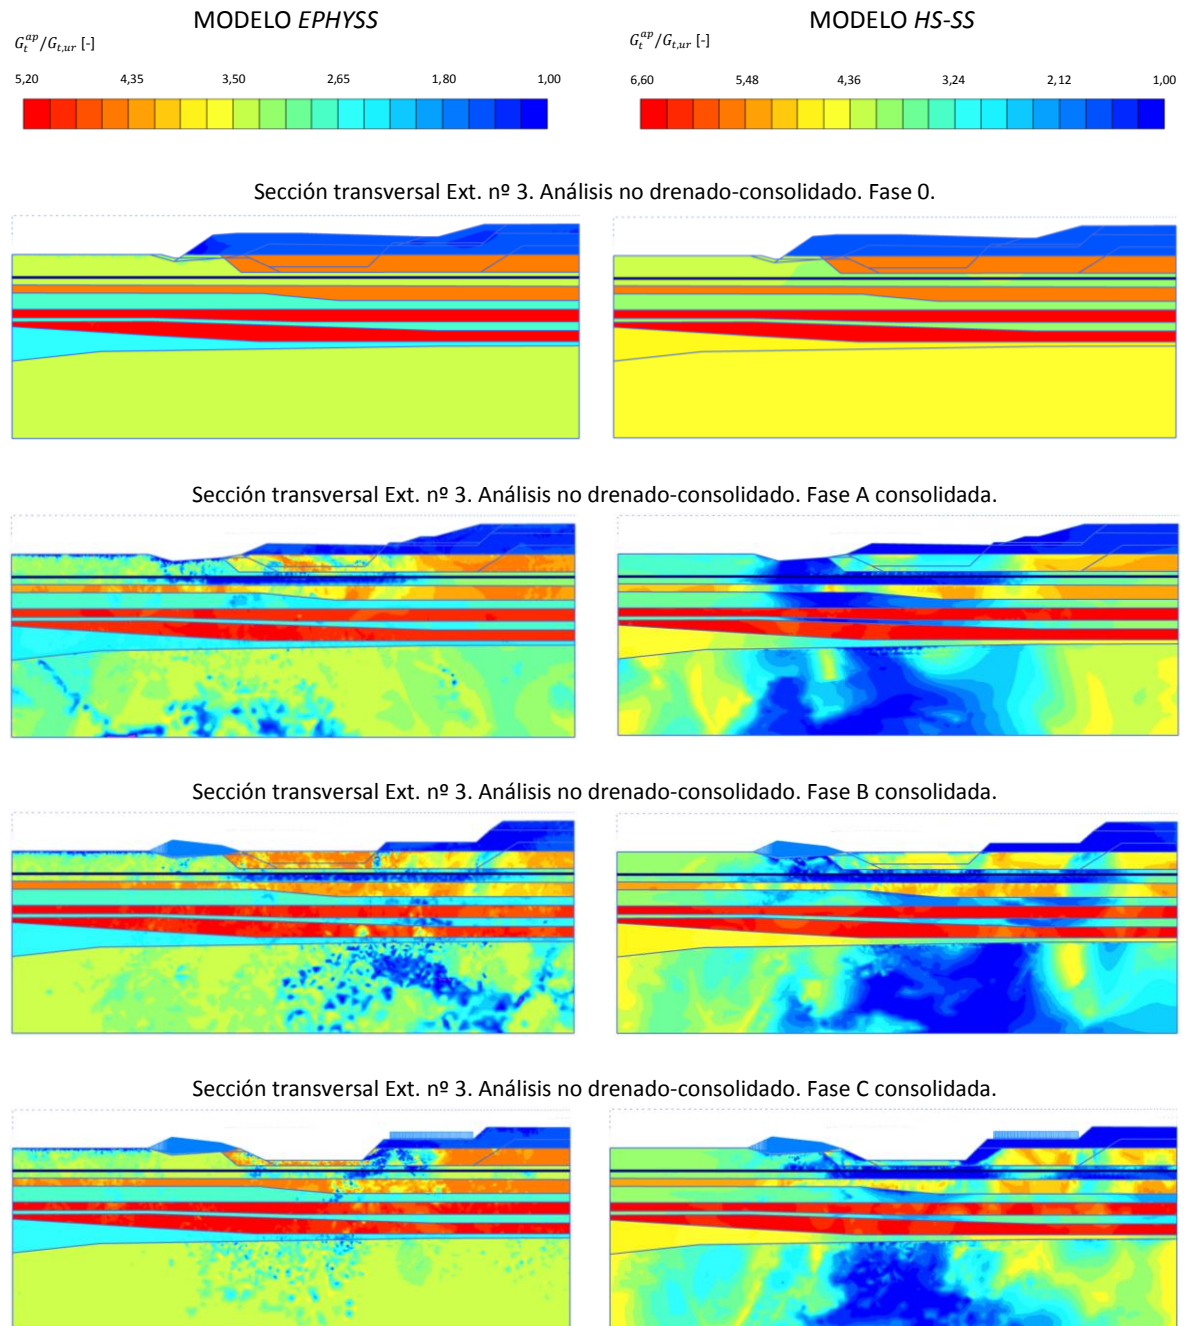 MODELO EPHYSS
MODELO HS-SS
G_t^{ap}/G_{t,ur} [-]
G_t^{ap}/G_{t,ur} [-]
5,20 4,35 3,50 2,65 1,80 1,00
6,60 5,48 4,36 3,24 2,12 1,00
Sección transversal Ext. nº 3. Análisis no drenado-consolidado. Fase 0.
Sección transversal Ext. nº 3. Análisis no drenado-consolidado. Fase A consolidada.
Sección transversal Ext. nº 3. Análisis no drenado-consolidado. Fase B consolidada.
Sección transversal Ext. nº 3. Análisis no drenado-consolidado. Fase C consolidada.